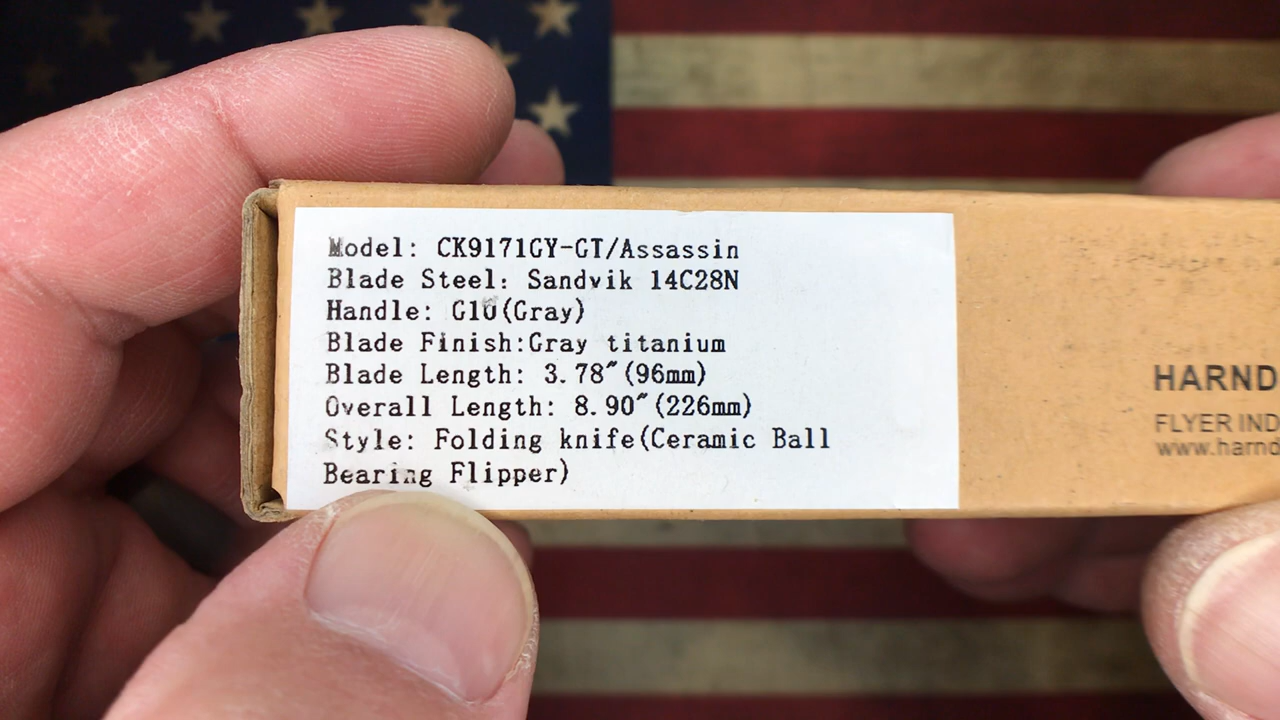 Model: CK9171GY-GT/Assassin
Blade Steel: Sandvik 14C28N
Handle: G10(Gray)
Blade Finish:Gray titanium
Blade Length: 3.78″(96mm)
Overall Length: 8.90″(226mm)
Style: Folding knife(Ceramic Ball
Bearing Flipper)
HARND
FLYER IND
www.harnd